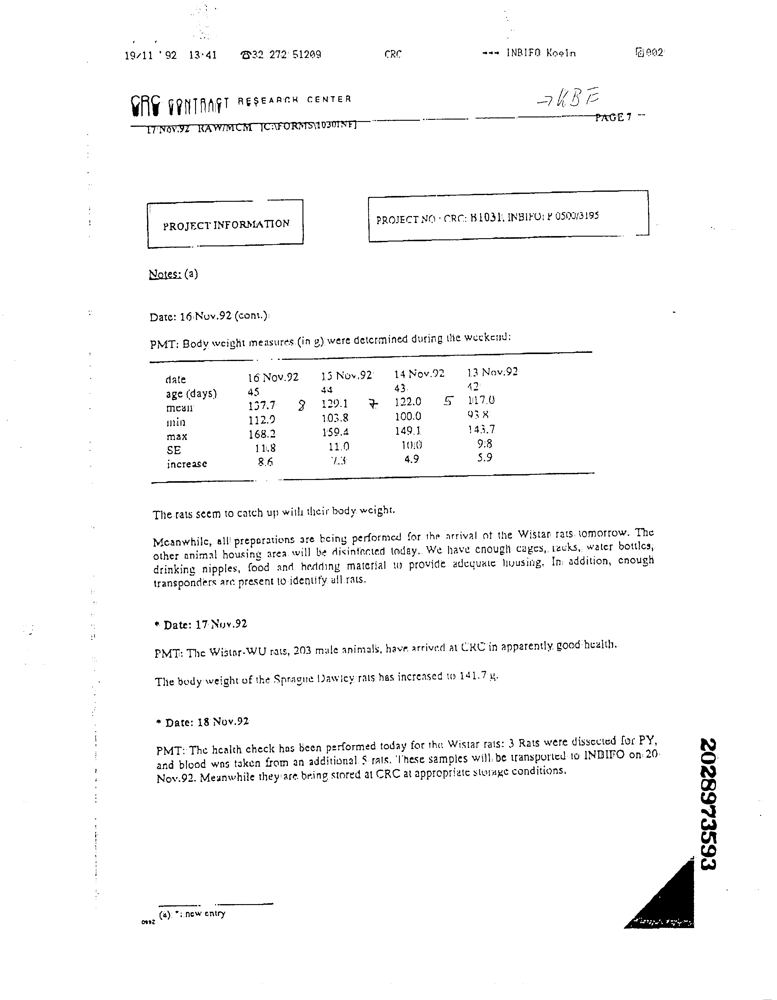 19/11 '92 13:41 ☎32 272 51209 CRC --- INBIFO Koeln 002
CRC CONTRACT RESEARCH CENTER
→KBE
17 Nov.92 RAW/MCM [C:\FORMS\1030INF]
PAGE 7 --
PROJECT INFORMATION
PROJECT NO - CRC: B1031, INBIFO: P 0500/3195
Notes: (a)
Date: 16 Nov.92 (cont.):
PMT: Body weight measures (in g) were determined during the weekend:
date 16 Nov.92 15 Nov.92 14 Nov.92 13 Nov.92
age (days) 45 44 43 42
mean 137.7 8 129.1 7 122.0 5 117.0
min 112.9 103.8 100.0 93.8
max 168.2 159.4 149.1 143.7
SE 11.8 11.0 10.0 9.8
increase 8.6 7.3 4.9 5.9
The rats seem to catch up with their body weight.
Meanwhile, all preparations are being performed for the arrival of the Wistar rats tomorrow. The
other animal housing area will be disinfected today. We have enough cages, racks, water bottles,
drinking nipples, food and bedding material to provide adequate housing. In addition, enough
transponders are present to identify all rats.
* Date: 17 Nov.92
PMT: The Wistar-WU rats, 203 male animals, have arrived at CRC in apparently good health.
The body weight of the Sprague Dawley rats has increased to 141.7 g.
* Date: 18 Nov.92
PMT: The health check has been performed today for the Wistar rats: 3 Rats were dissected for PY,
and blood was taken from an additional 5 rats. These samples will be transported to INBIFO on 20
Nov.92. Meanwhile they are being stored at CRC at appropriate storage conditions.
2028973593
(a) *: new entry
0992